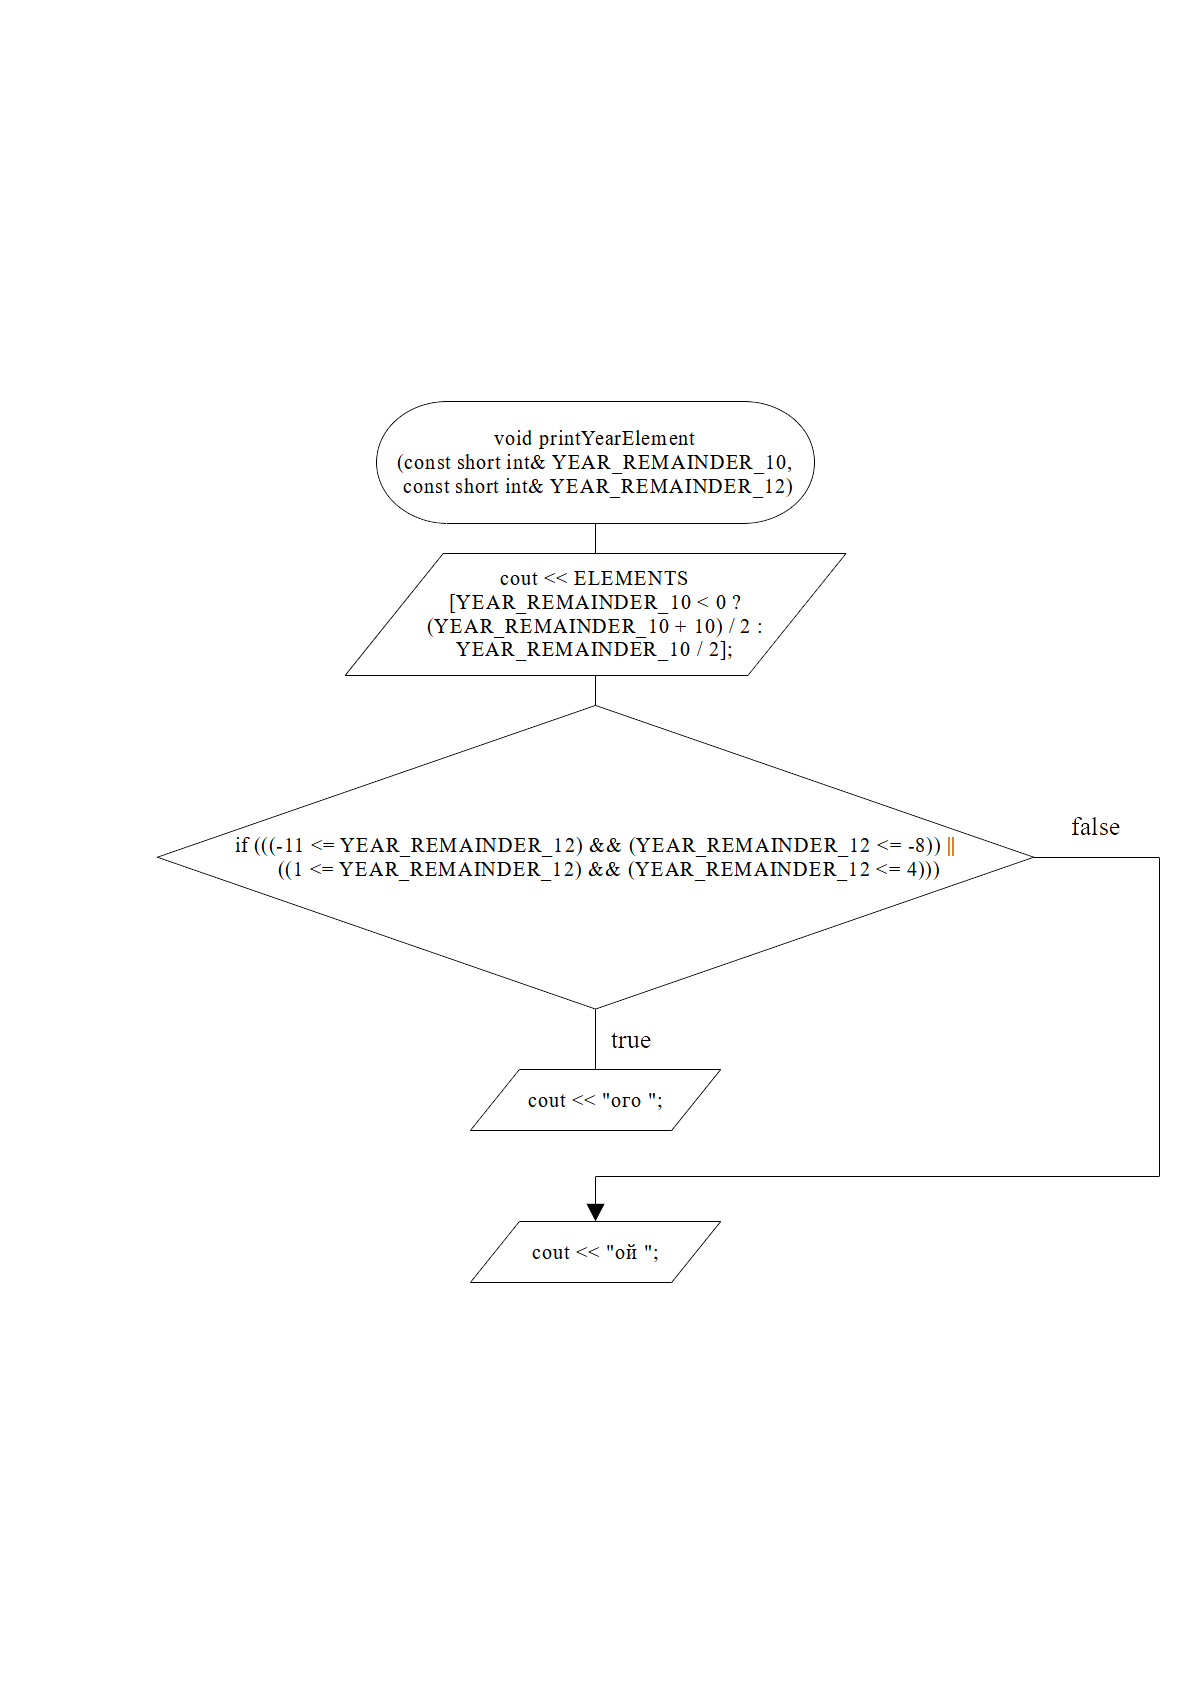 void printYearElement
(const short int& YEAR_REMAINDER_10,
const short int& YEAR_REMAINDER_12)
cout << ELEMENTS
[YEAR_REMAINDER_10 < 0 ?
(YEAR_REMAINDER_10 + 10) / 2 :
YEAR_REMAINDER_10 / 2];
if (((-11 <= YEAR_REMAINDER_12) && (YEAR_REMAINDER_12 <= -8)) ||
((1 <= YEAR_REMAINDER_12) && (YEAR_REMAINDER_12 <= 4)))
false
true
cout << "ого ";
cout << "ой ";